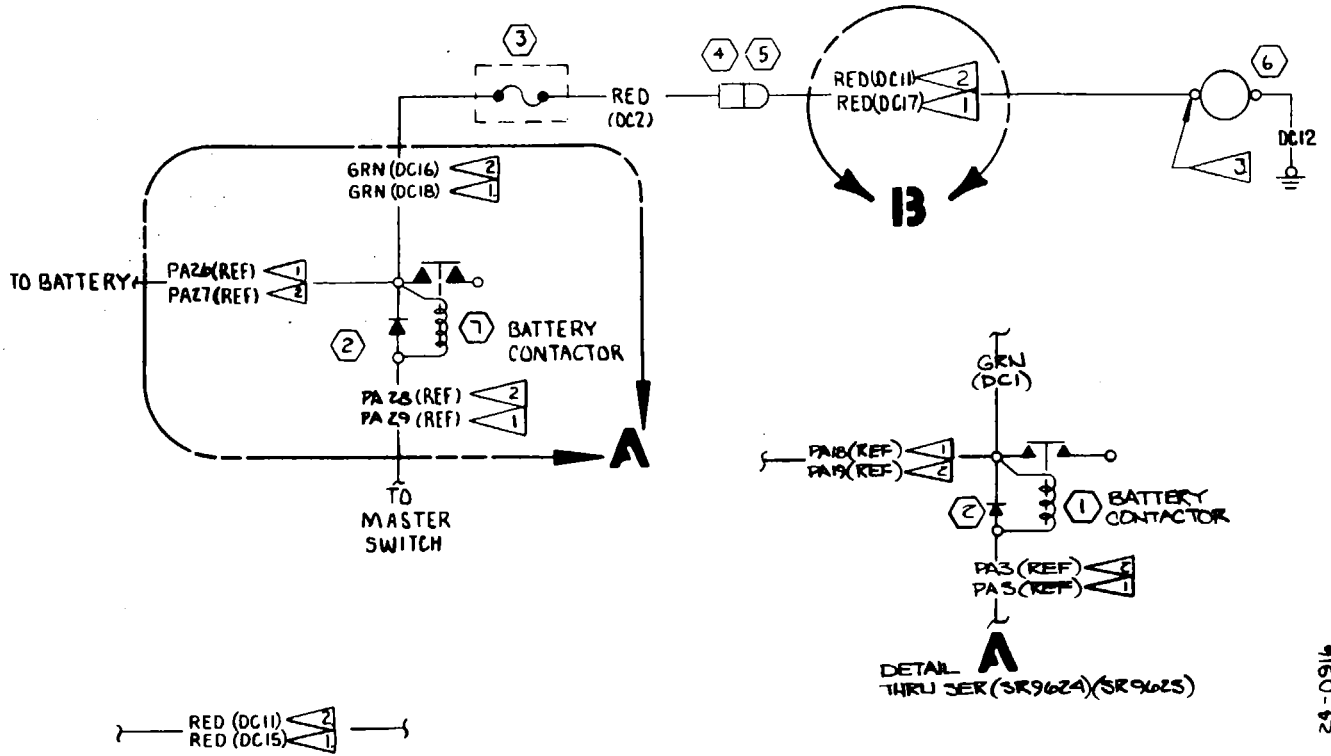 3
4 5
6
RED
(DC2)
RED(DC11) 2
RED(DC17) 1
3
DC12
B
GRN (DC16) 2
GRN (DC18) 1
TO BATTERY
PA26(REF) 1
PA27(REF) 2
2
7 BATTERY
CONTACTOR
PA 28 (REF) 2
PA 29 (REF) 1
A
TO
MASTER
SWITCH
GRN
(DC1)
PA18(REF) 1
PA19(REF) 2
2
1 BATTERY
CONTACTOR
PA3 (REF) 2
PA5 (REF) 1
DETAIL A
THRU SER (SR9624)(SR9625)
RED (DC11) 2
RED (DC15) 1
24-0916